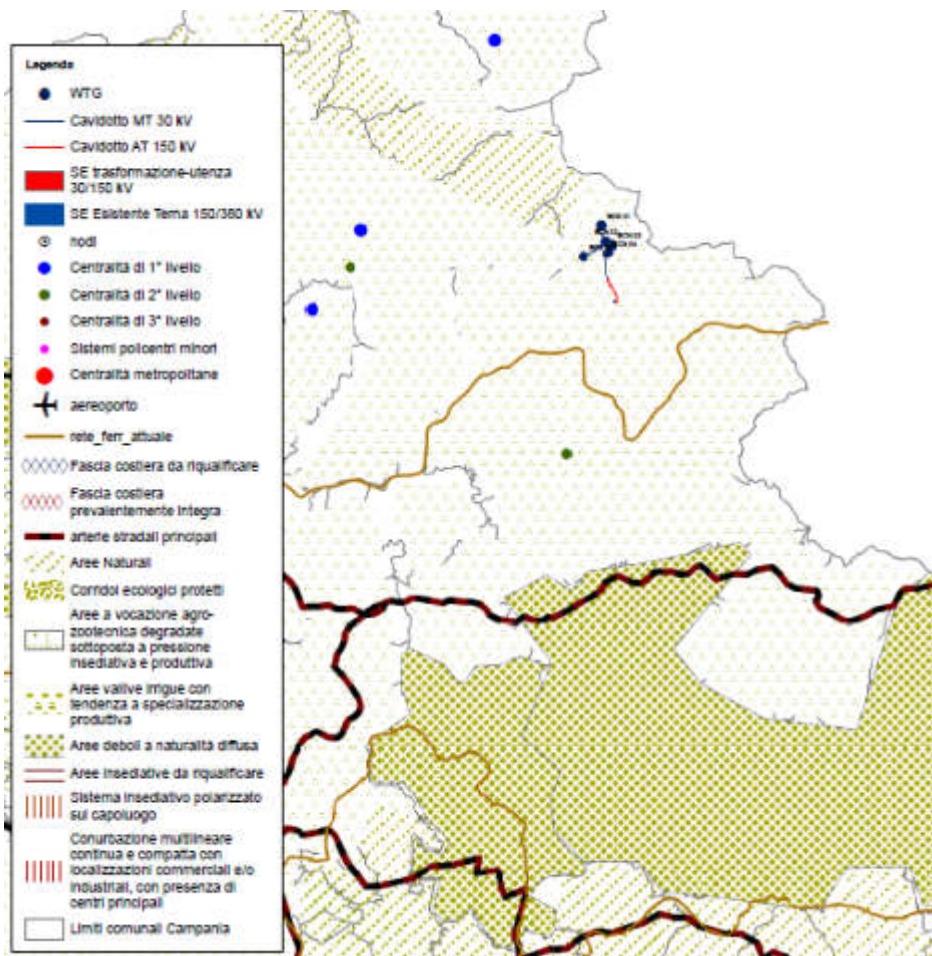 Legenda
WTG
Cavidotto MT 30 kV
Cavidotto AT 150 kV
SE trasformazione-utenza
30/150 kV
SE Esistente Terna 150/380 kV
nodi
Centralità di 1° livello
Centralità di 2° livello
Centralità di 3° livello
Sistemi policentri minori
Centralità metropolitane
aereoporto
rete_ferr_attuale
Fascia costiera da riqualificare
Fascia costiera
prevalentemente integra
arterie stradali principali
Aree Naturali
Corridoi ecologici protetti
Aree a vocazione agro-
zootecnica degradate
sottoposta a pressione
insediativa e produttiva
Aree vallive irrigue con
tendenza a specializzazione
produttiva
Aree deboli a naturalità diffusa
Aree insediative da riqualificare
Sistema insediativo polarizzato
sul capoluogo
Conurbazione multilineare
continua e compatta con
localizzazioni commerciali e/o
industriali, con presenza di
centri principali
Limiti comunali Campania